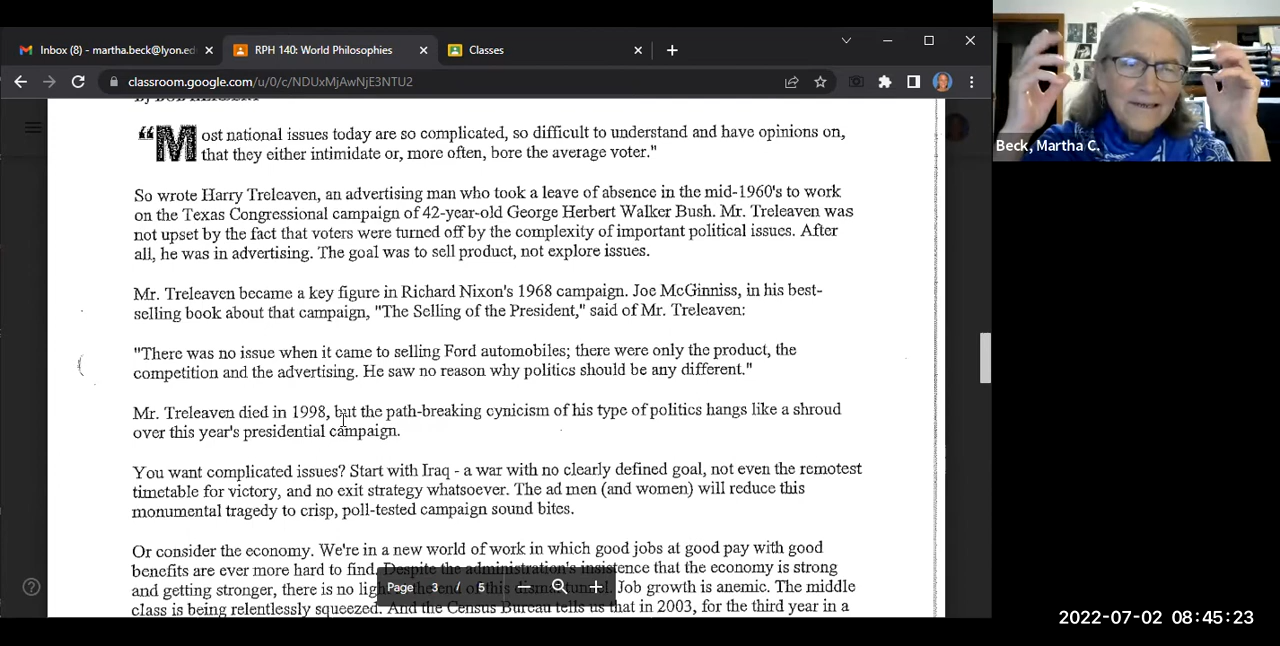 Inbox (8) - martha.beck@lyon.ed
RPH 140: World Philosophies
Classes
classroom.google.com/u/0/c/NDUxMjAwNjE3NTU2
"Most national issues today are so complicated, so difficult to understand and have opinions on,
that they either intimidate or, more often, bore the average voter."
So wrote Harry Treleaven, an advertising man who took a leave of absence in the mid-1960's to work
on the Texas Congressional campaign of 42-year-old George Herbert Walker Bush. Mr. Treleaven was
not upset by the fact that voters were turned off by the complexity of important political issues. After
all, he was in advertising. The goal was to sell product, not explore issues.
Mr. Treleaven became a key figure in Richard Nixon's 1968 campaign. Joe McGinniss, in his best-
selling book about that campaign, "The Selling of the President," said of Mr. Treleaven:
"There was no issue when it came to selling Ford automobiles; there were only the product, the
competition and the advertising. He saw no reason why politics should be any different."
Mr. Treleaven died in 1998, but the path-breaking cynicism of his type of politics hangs like a shroud
over this year's presidential campaign.
You want complicated issues? Start with Iraq - a war with no clearly defined goal, not even the remotest
timetable for victory, and no exit strategy whatsoever. The ad men (and women) will reduce this
monumental tragedy to crisp, poll-tested campaign sound bites.
Or consider the economy. We're in a new world of work in which good jobs at good pay with good
benefits are ever more hard to find. Despite the administration's insistence that the economy is strong
and getting stronger, there is no light at the end of this dismal tunnel. Job growth is anemic. The middle
class is being relentlessly squeezed. And the Census Bureau tells us that in 2003, for the third year in a
Page 3 / 5
Beck, Martha C.
2022-07-02 08:45:23